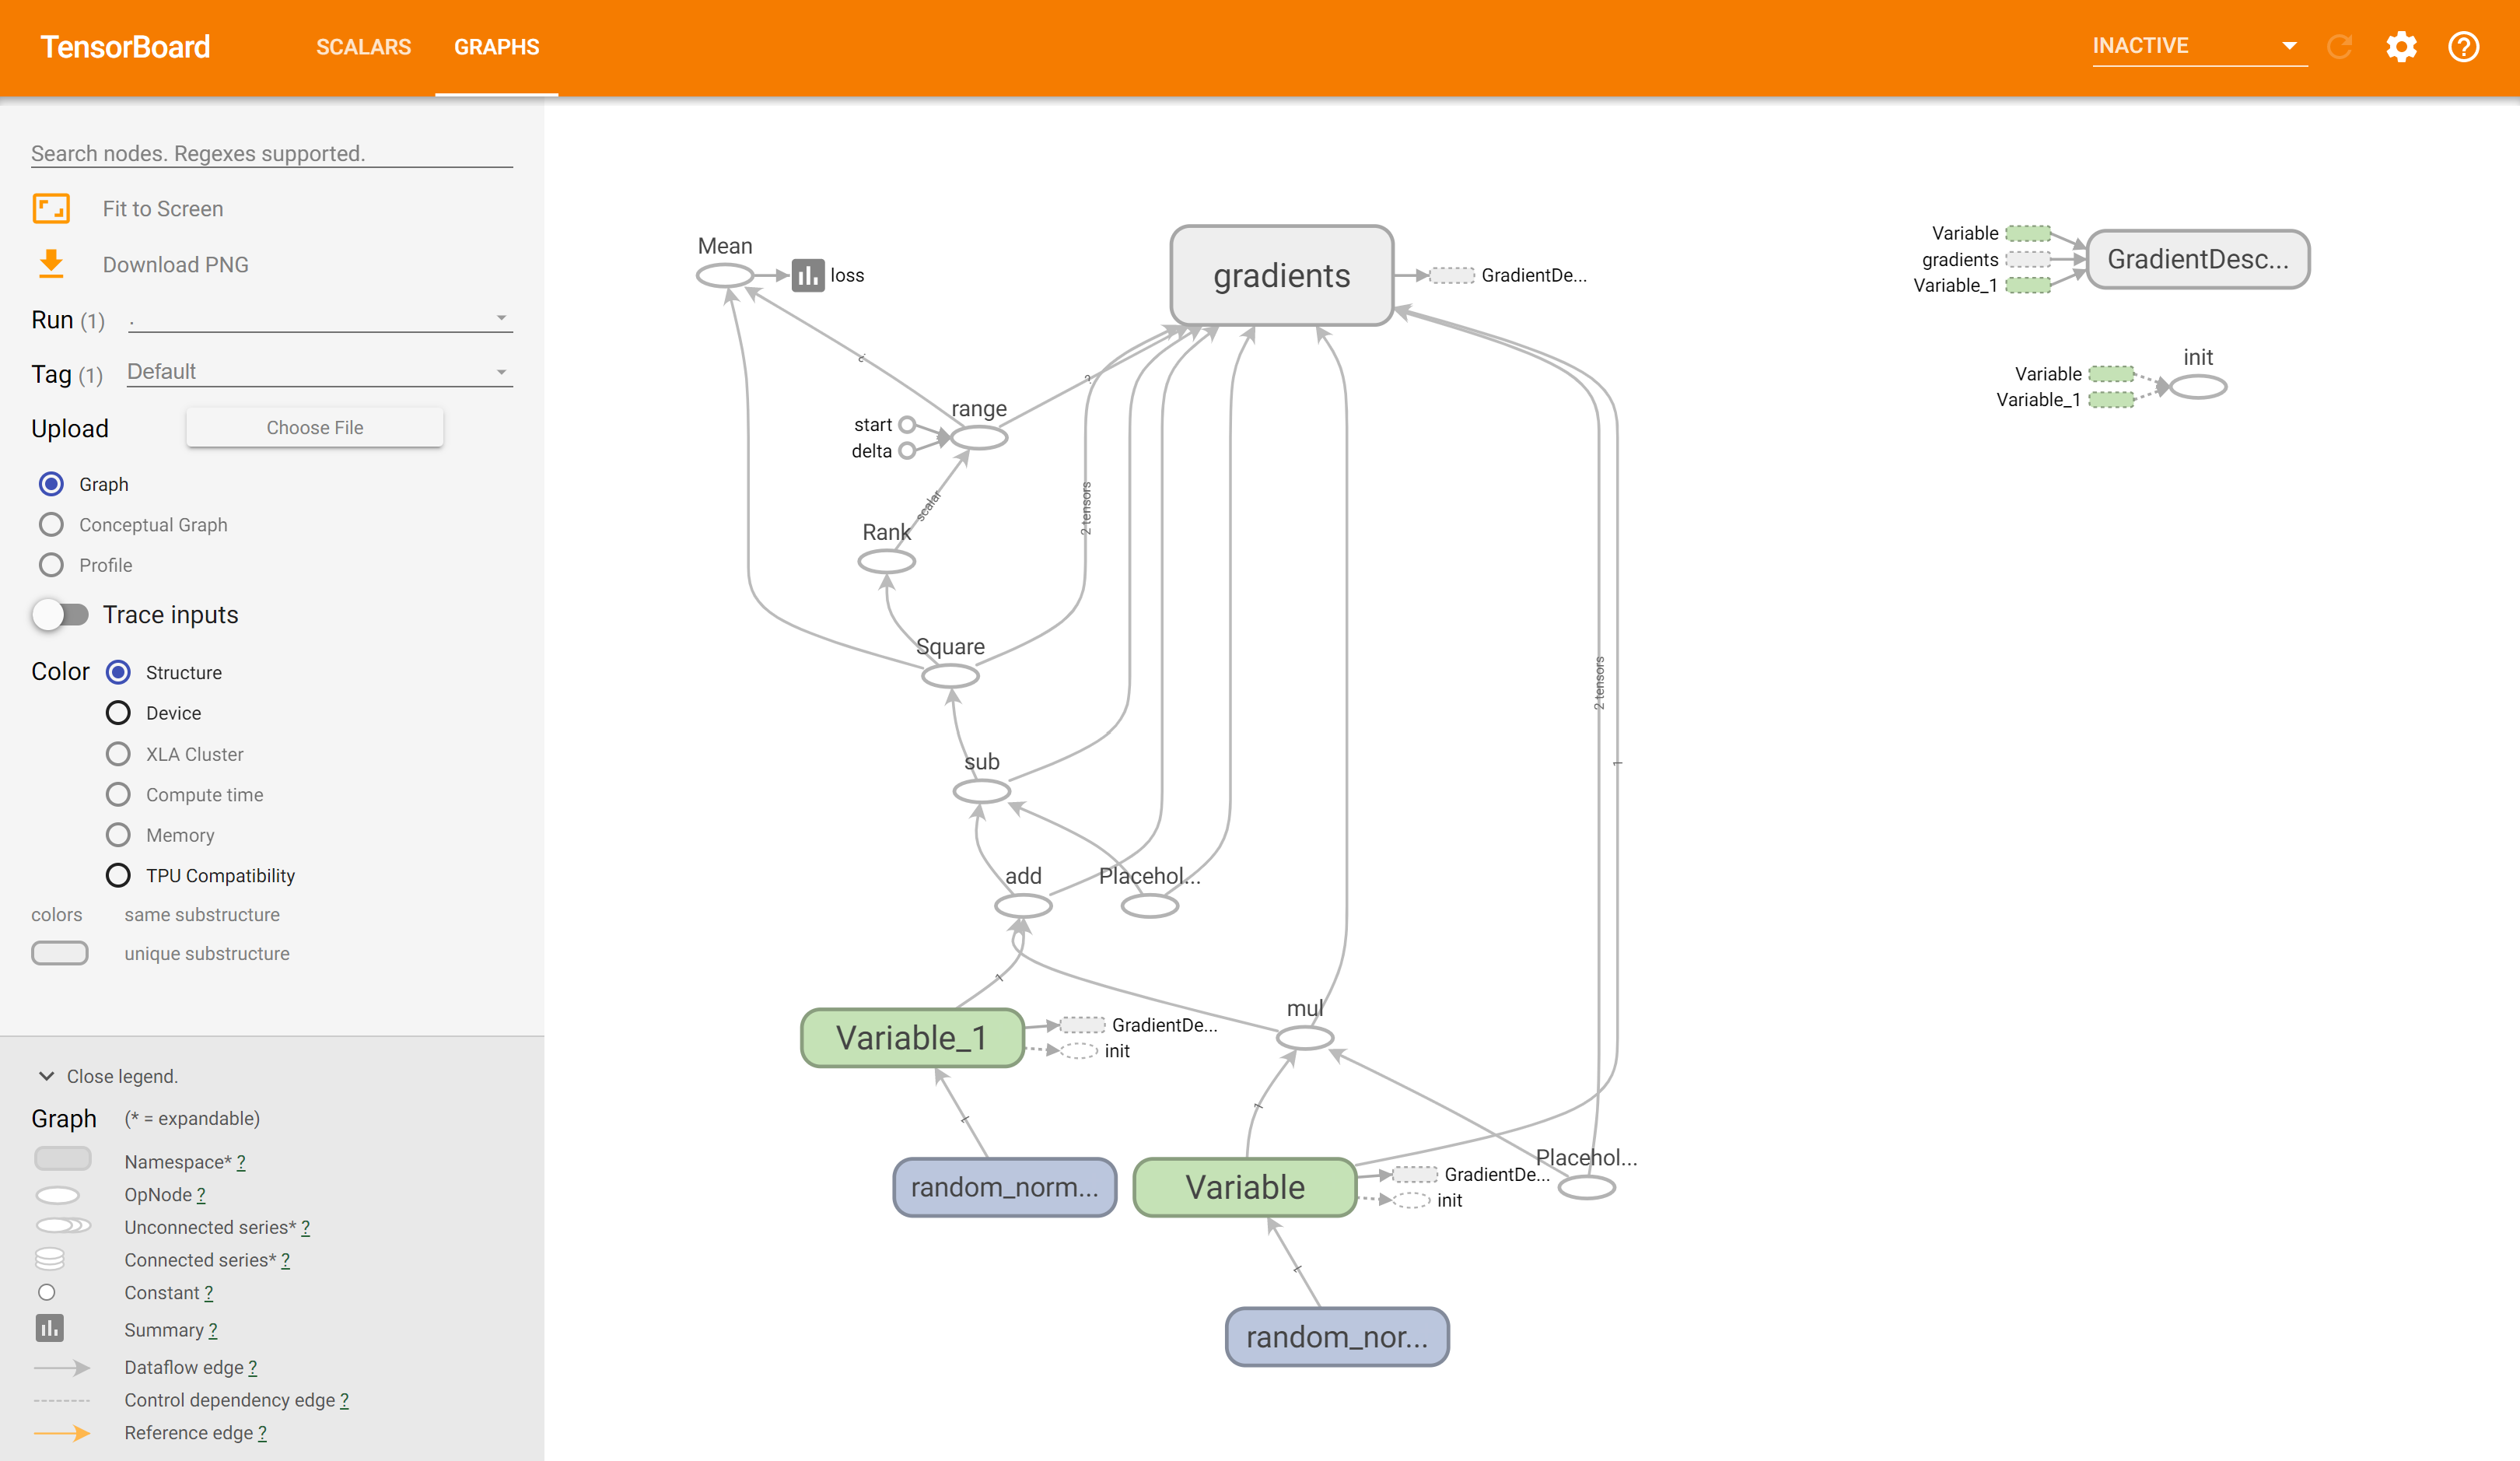 TensorBoard
SCALARS
GRAPHS
INACTIVE
Search nodes. Regexes supported.
Fit to Screen
Download PNG
Run (1)
.
Tag (1)
Default
Upload
Choose File
Graph
Conceptual Graph
Profile
Trace inputs
Color
Structure
Device
XLA Cluster
Compute time
Memory
TPU Compatibility
colors
same substructure
unique substructure
Close legend.
Graph
(* = expandable)
Namespace* ?
OpNode ?
Unconnected series* ?
Connected series* ?
Constant ?
Summary ?
Dataflow edge ?
Control dependency edge ?
Reference edge ?
Mean
loss
gradients
GradientDe...
?
?
range
start
delta
scalar
Rank
2 tensors
Square
sub
add
Placehol...
2 tensors
1
1
Variable_1
GradientDe...
init
mul
1
1
random_norm...
Variable
GradientDe...
init
Placehol...
1
random_nor...
Variable
gradients
Variable_1
GradientDesc...
init
Variable
Variable_1